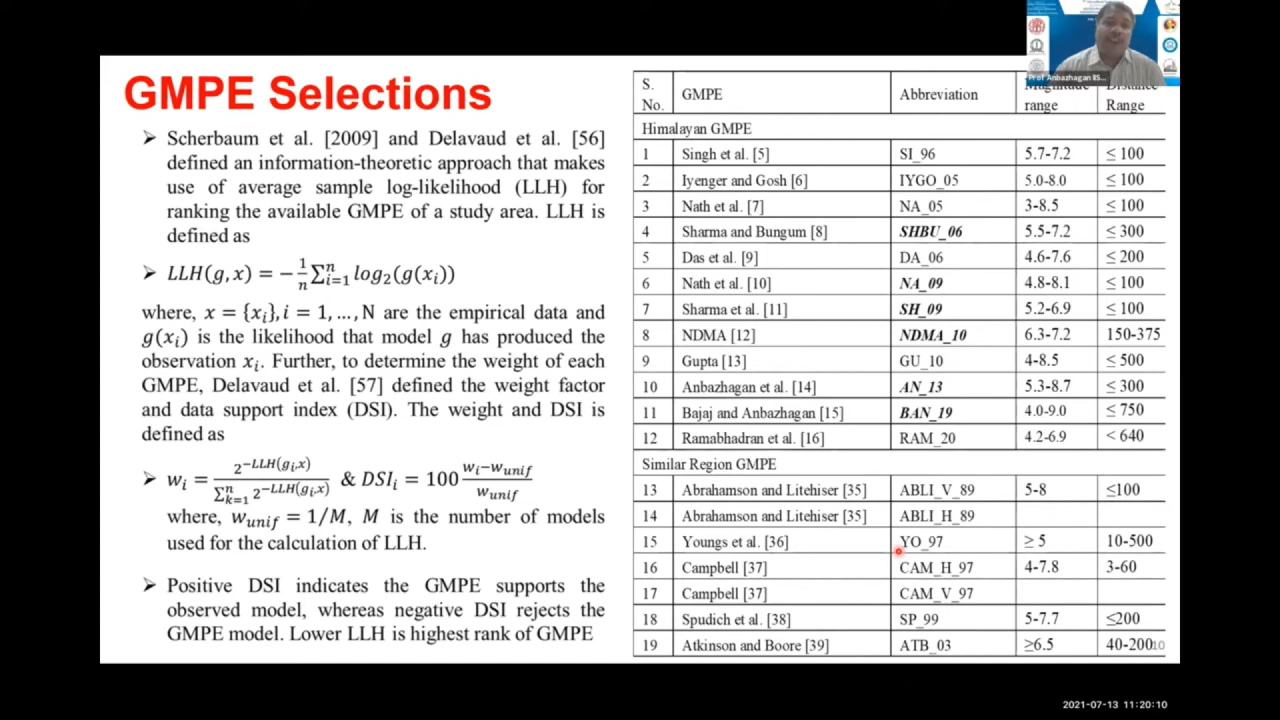 GMPE Selections
➢ Scherbaum et al. [2009] and Delavaud et al. [56]
defined an information-theoretic approach that makes
use of average sample log-likelihood (LLH) for
ranking the available GMPE of a study area. LLH is
defined as
➢ LLH(g, x) = −1/n ∑ⁿᵢ₌₁ log₂(g(xᵢ))
where, x = {xᵢ}, i = 1, …, N are the empirical data and
g(xᵢ) is the likelihood that model g has produced the
observation xᵢ. Further, to determine the weight of each
GMPE, Delavaud et al. [57] defined the weight factor
and data support index (DSI). The weight and DSI is
defined as
➢ wᵢ = 2^−LLH(gᵢ,x) / ∑ⁿₖ₌₁ 2^−LLH(gᵢ,x) & DSIᵢ = 100 (wᵢ−w_unif)/w_unif
where, w_unif = 1/M, M is the number of models
used for the calculation of LLH.
➢ Positive DSI indicates the GMPE supports the
observed model, whereas negative DSI rejects the
GMPE model. Lower LLH is highest rank of GMPE
S. No. GMPE Abbreviation Magnitude range Distance Range
Himalayan GMPE
1 Singh et al. [5] SI_96 5.7-7.2 ≤ 100
2 Iyenger and Gosh [6] IYGO_05 5.0-8.0 ≤ 100
3 Nath et al. [7] NA_05 3-8.5 ≤ 100
4 Sharma and Bungum [8] SHBU_06 5.5-7.2 ≤ 300
5 Das et al. [9] DA_06 4.6-7.6 ≤ 200
6 Nath et al. [10] NA_09 4.8-8.1 ≤ 100
7 Sharma et al. [11] SH_09 5.2-6.9 ≤ 100
8 NDMA [12] NDMA_10 6.3-7.2 150-375
9 Gupta [13] GU_10 4-8.5 ≤ 500
10 Anbazhagan et al. [14] AN_13 5.3-8.7 ≤ 300
11 Bajaj and Anbazhagan [15] BAN_19 4.0-9.0 ≤ 750
12 Ramabhadran et al. [16] RAM_20 4.2-6.9 < 640
Similar Region GMPE
13 Abrahamson and Litehiser [35] ABLI_V_89 5-8 ≤100
14 Abrahamson and Litehiser [35] ABLI_H_89
15 Youngs et al. [36] YO_97 ≥ 5 10-500
16 Campbell [37] CAM_H_97 4-7.8 3-60
17 Campbell [37] CAM_V_97
18 Spudich et al. [38] SP_99 5-7.7 ≤200
19 Atkinson and Boore [39] ATB_03 ≥6.5 40-200
10
Prof Anbazhagan IIS...
2021-07-13 11:20:10